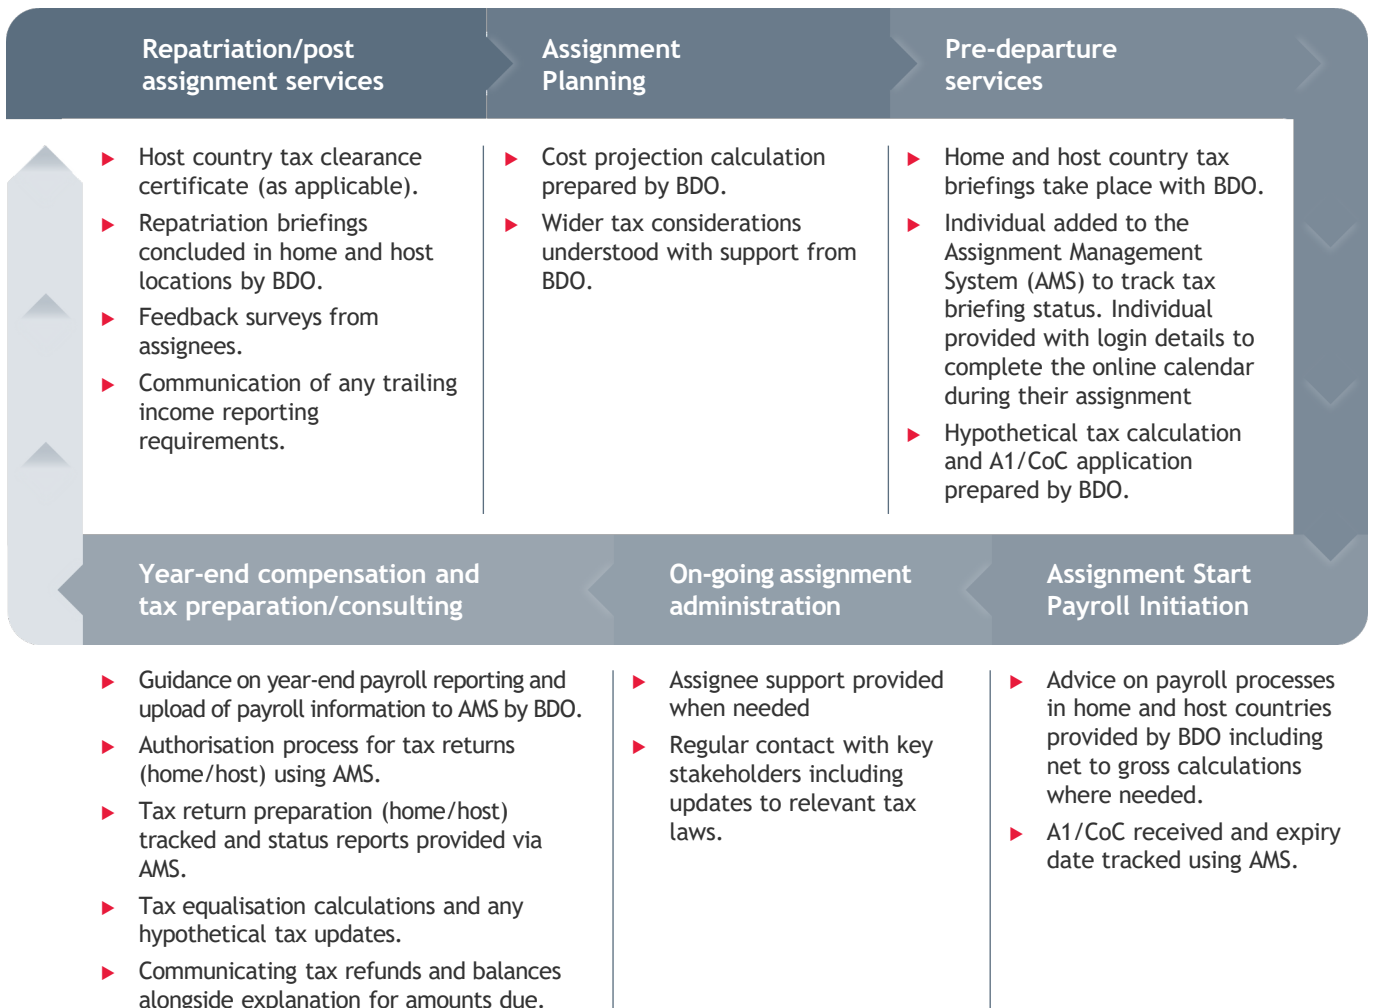 Repatriation/post
assignment services
Assignment
Planning
Pre-departure
services
Host country tax clearance
certificate (as applicable).
Repatriation briefings
concluded in home and host
locations by BDO.
Feedback surveys from
assignees.
Communication of any trailing
income reporting
requirements.
Cost projection calculation
prepared by BDO.
Wider tax considerations
understood with support from
BDO.
Home and host country tax
briefings take place with BDO.
Individual added to the
Assignment Management
System (AMS) to track tax
briefing status. Individual
provided with login details to
complete the online calendar
during their assignment
Hypothetical tax calculation
and A1/CoC application
prepared by BDO.
Year-end compensation and
tax preparation/consulting
On-going assignment
administration
Assignment Start
Payroll Initiation
Guidance on year-end payroll reporting and
upload of payroll information to AMS by BDO.
Authorisation process for tax returns
(home/host) using AMS.
Tax return preparation (home/host)
tracked and status reports provided via
AMS.
Tax equalisation calculations and any
hypothetical tax updates.
Communicating tax refunds and balances
alongside explanation for amounts due.
Assignee support provided
when needed
Regular contact with key
stakeholders including
updates to relevant tax
laws.
Advice on payroll processes
in home and host countries
provided by BDO including
net to gross calculations
where needed.
A1/CoC received and expiry
date tracked using AMS.